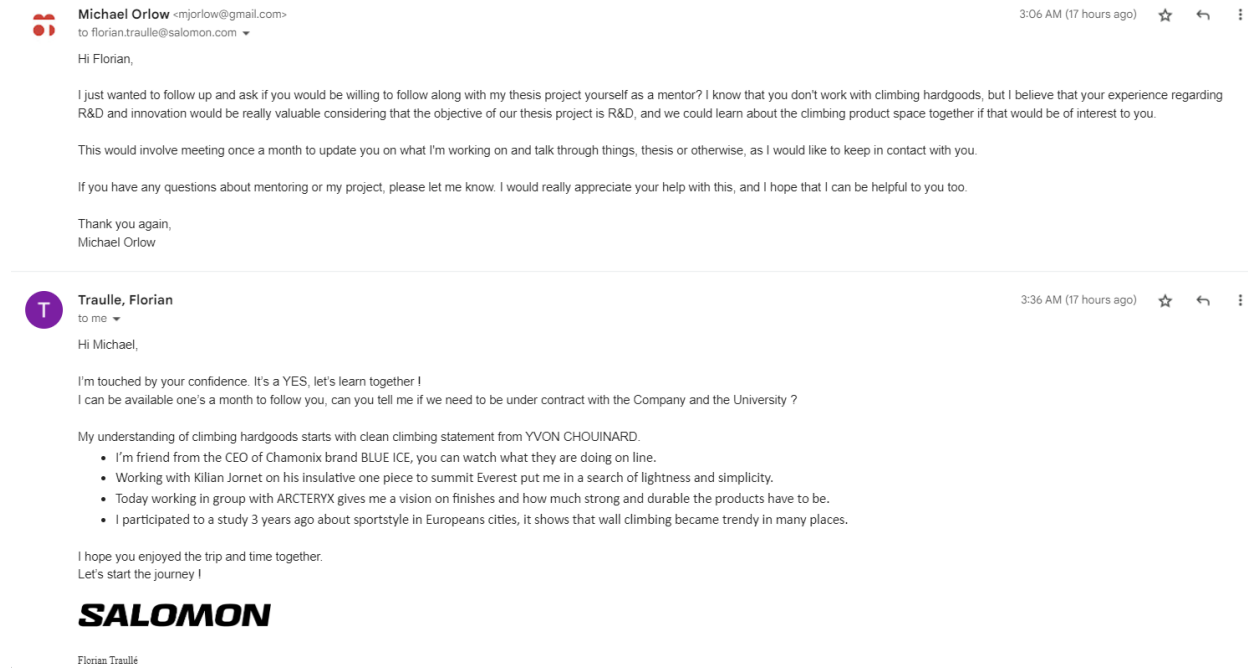 Michael Orlow <mjorlow@gmail.com>
3:06 AM (17 hours ago)
to florian.traulle@salomon.com
Hi Florian,
I just wanted to follow up and ask if you would be willing to follow along with my thesis project yourself as a mentor? I know that you don't work with climbing hardgoods, but I believe that your experience regarding
R&D and innovation would be really valuable considering that the objective of our thesis project is R&D, and we could learn about the climbing product space together if that would be of interest to you.
This would involve meeting once a month to update you on what I'm working on and talk through things, thesis or otherwise, as I would like to keep in contact with you.
If you have any questions about mentoring or my project, please let me know. I would really appreciate your help with this, and I hope that I can be helpful to you too.
Thank you again,
Michael Orlow
T
Traulle, Florian
3:36 AM (17 hours ago)
to me
Hi Michael,
I'm touched by your confidence. It's a YES, let's learn together !
I can be available one's a month to follow you, can you tell me if we need to be under contract with the Company and the University ?
My understanding of climbing hardgoods starts with clean climbing statement from YVON CHOUINARD.
• I'm friend from the CEO of Chamonix brand BLUE ICE, you can watch what they are doing on line.
• Working with Kilian Jornet on his insulative one piece to summit Everest put me in a search of lightness and simplicity.
• Today working in group with ARCTERYX gives me a vision on finishes and how much strong and durable the products have to be.
• I participated to a study 3 years ago about sportstyle in Europeans cities, it shows that wall climbing became trendy in many places.
I hope you enjoyed the trip and time together.
Let's start the journey !
SALOMON
Florian Traullé